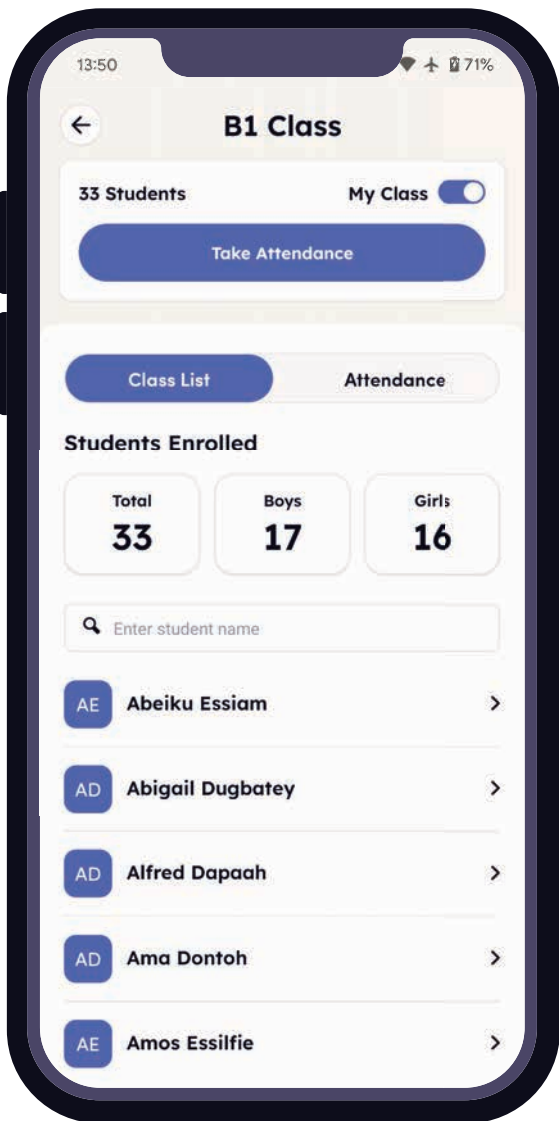 13:50 71%
B1 Class
33 Students My Class
Take Attendance
Class List Attendance
Students Enrolled
Total Boys Girls
33 17 16
Enter student name
AE Abeiku Essiam
AD Abigail Dugbatey
AD Alfred Dapaah
AD Ama Dontoh
AE Amos Essilfie